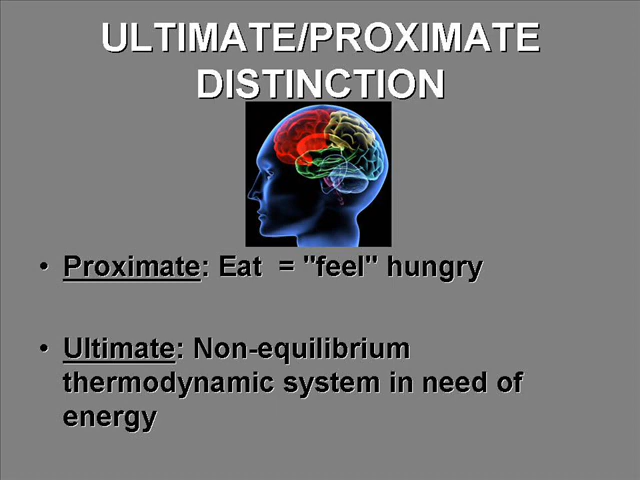 ULTIMATE/PROXIMATE
DISTINCTION
• Proximate: Eat  = "feel" hungry
• Ultimate: Non-equilibrium
thermodynamic system in need of
energy